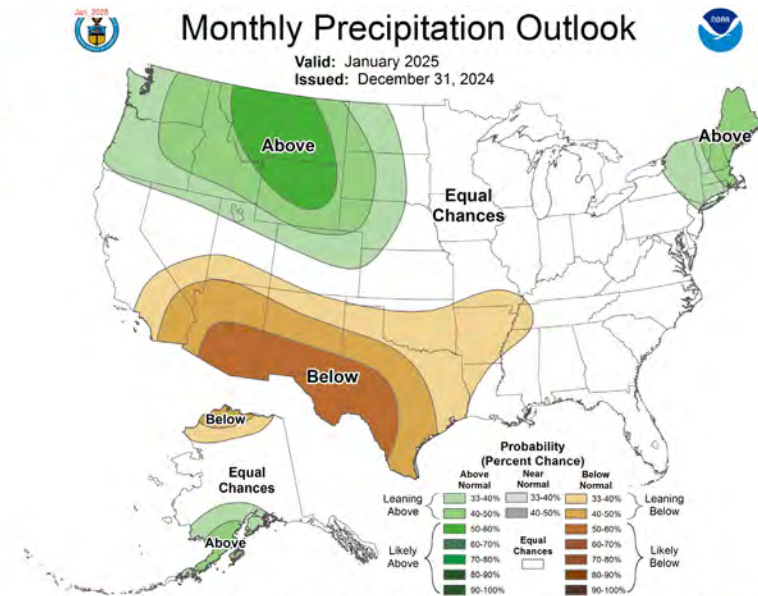 Jan, 2025
Monthly Precipitation Outlook
NOAA
Valid: January 2025
Issued: December 31, 2024
Above
Above
Equal
Chances
Below
Below
Equal
Chances
Above
Probability
(Percent Chance)
Above
Normal
Near
Normal
Below
Normal
Leaning
Above
33-40%
33-40%
33-40%
Leaning
Below
40-50%
40-50%
40-50%
Likely
Above
50-60%
50-60%
Likely
Below
60-70%
60-70%
70-80%
70-80%
80-90%
80-90%
90-100%
90-100%
Equal
Chances